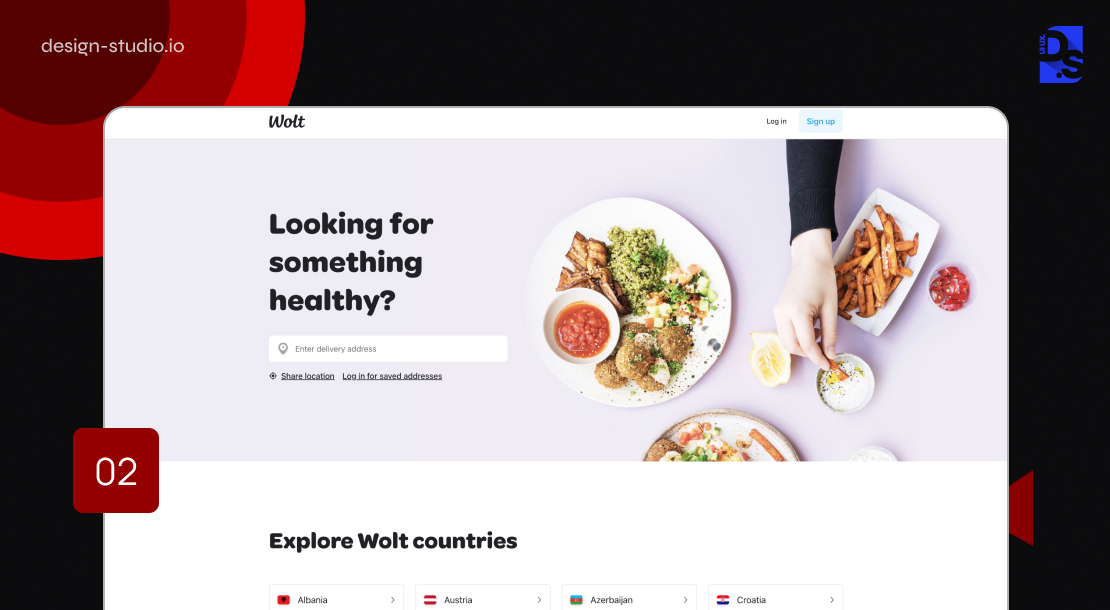 design-studio.io
UI UX
D.S
Wolt
Log in
Sign up
Looking for
something
healthy?
Enter delivery address
Share location
Log in for saved addresses
02
Explore Wolt countries
Albania
Austria
Azerbaijan
Croatia